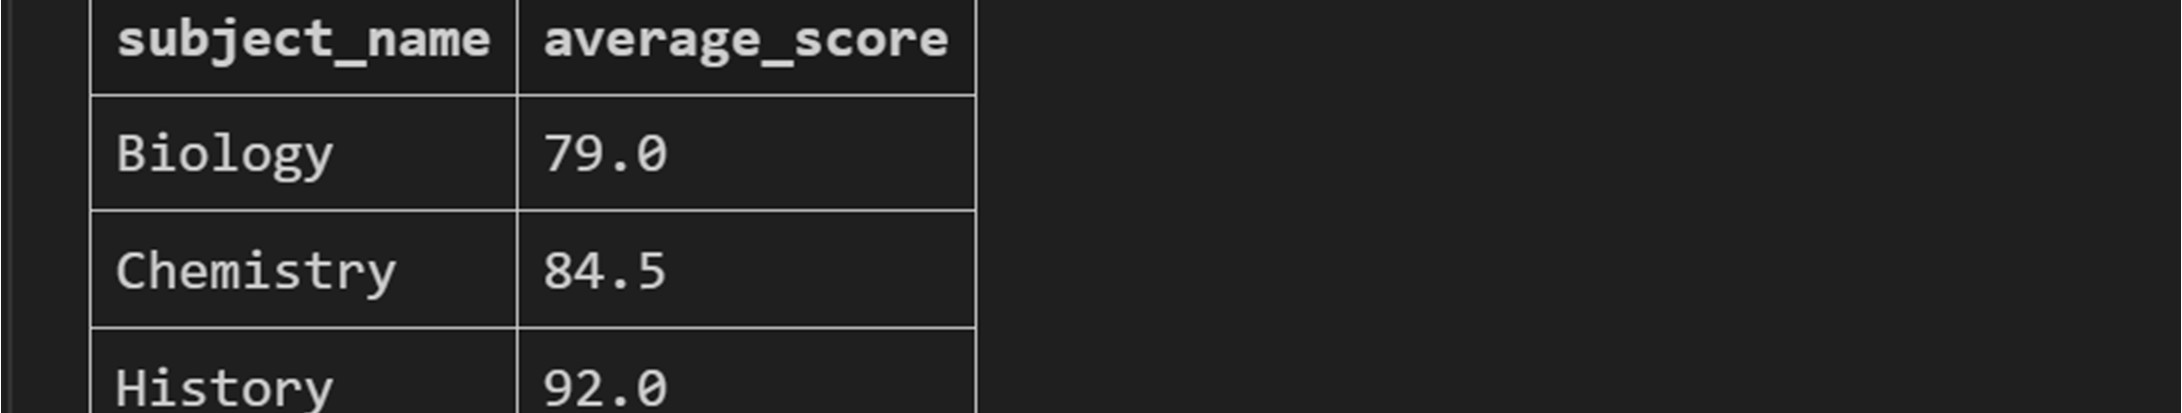 subject_name average_score
Biology 79.0
Chemistry 84.5
History 92.0